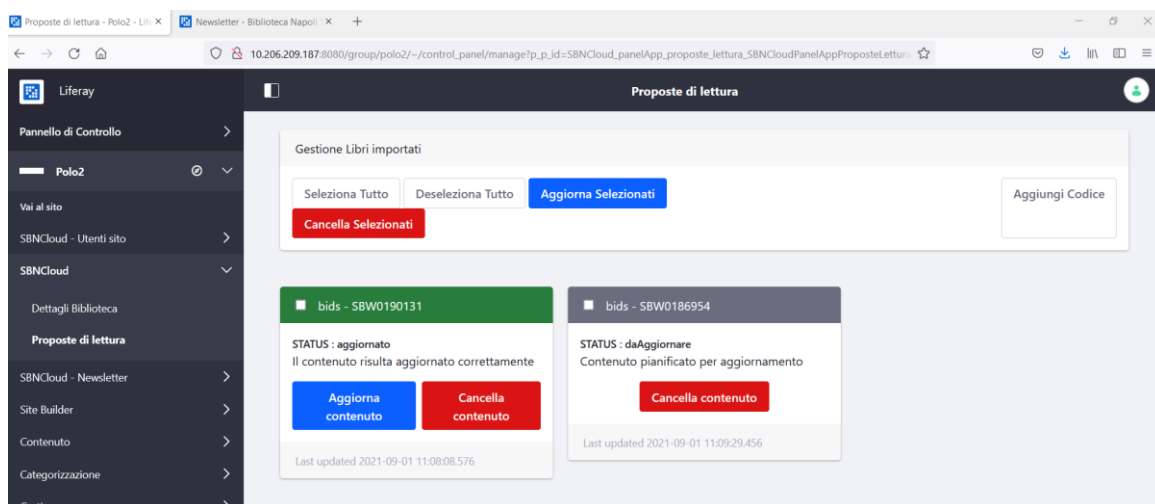 Proposte di lettura - Polo2 - Life
Newsletter - Biblioteca Napoli S
10.206.209.187:8080/group/polo2/~/control_panel/manage?p_p_id=SBNCloud_panelApp_proposte_lettura_SBNCloudPanelAppProposteLettura
Liferay
Proposte di lettura
Pannello di Controllo
Polo2
Vai al sito
SBNCloud - Utenti sito
SBNCloud
Dettagli Biblioteca
Proposte di lettura
SBNCloud - Newsletter
Site Builder
Contenuto
Categorizzazione
Gestione Libri importati
Seleziona Tutto
Deseleziona Tutto
Aggiorna Selezionati
Aggiungi Codice
Cancella Selezionati
bids - SBW0190131
STATUS : aggiornato
Il contenuto risulta aggiornato correttamente
Aggiorna
contenuto
Cancella
contenuto
Last updated 2021-09-01 11:08:08.576
bids - SBW0186954
STATUS : daAggiornare
Contenuto pianificato per aggiornamento
Cancella contenuto
Last updated 2021-09-01 11:09:29.456